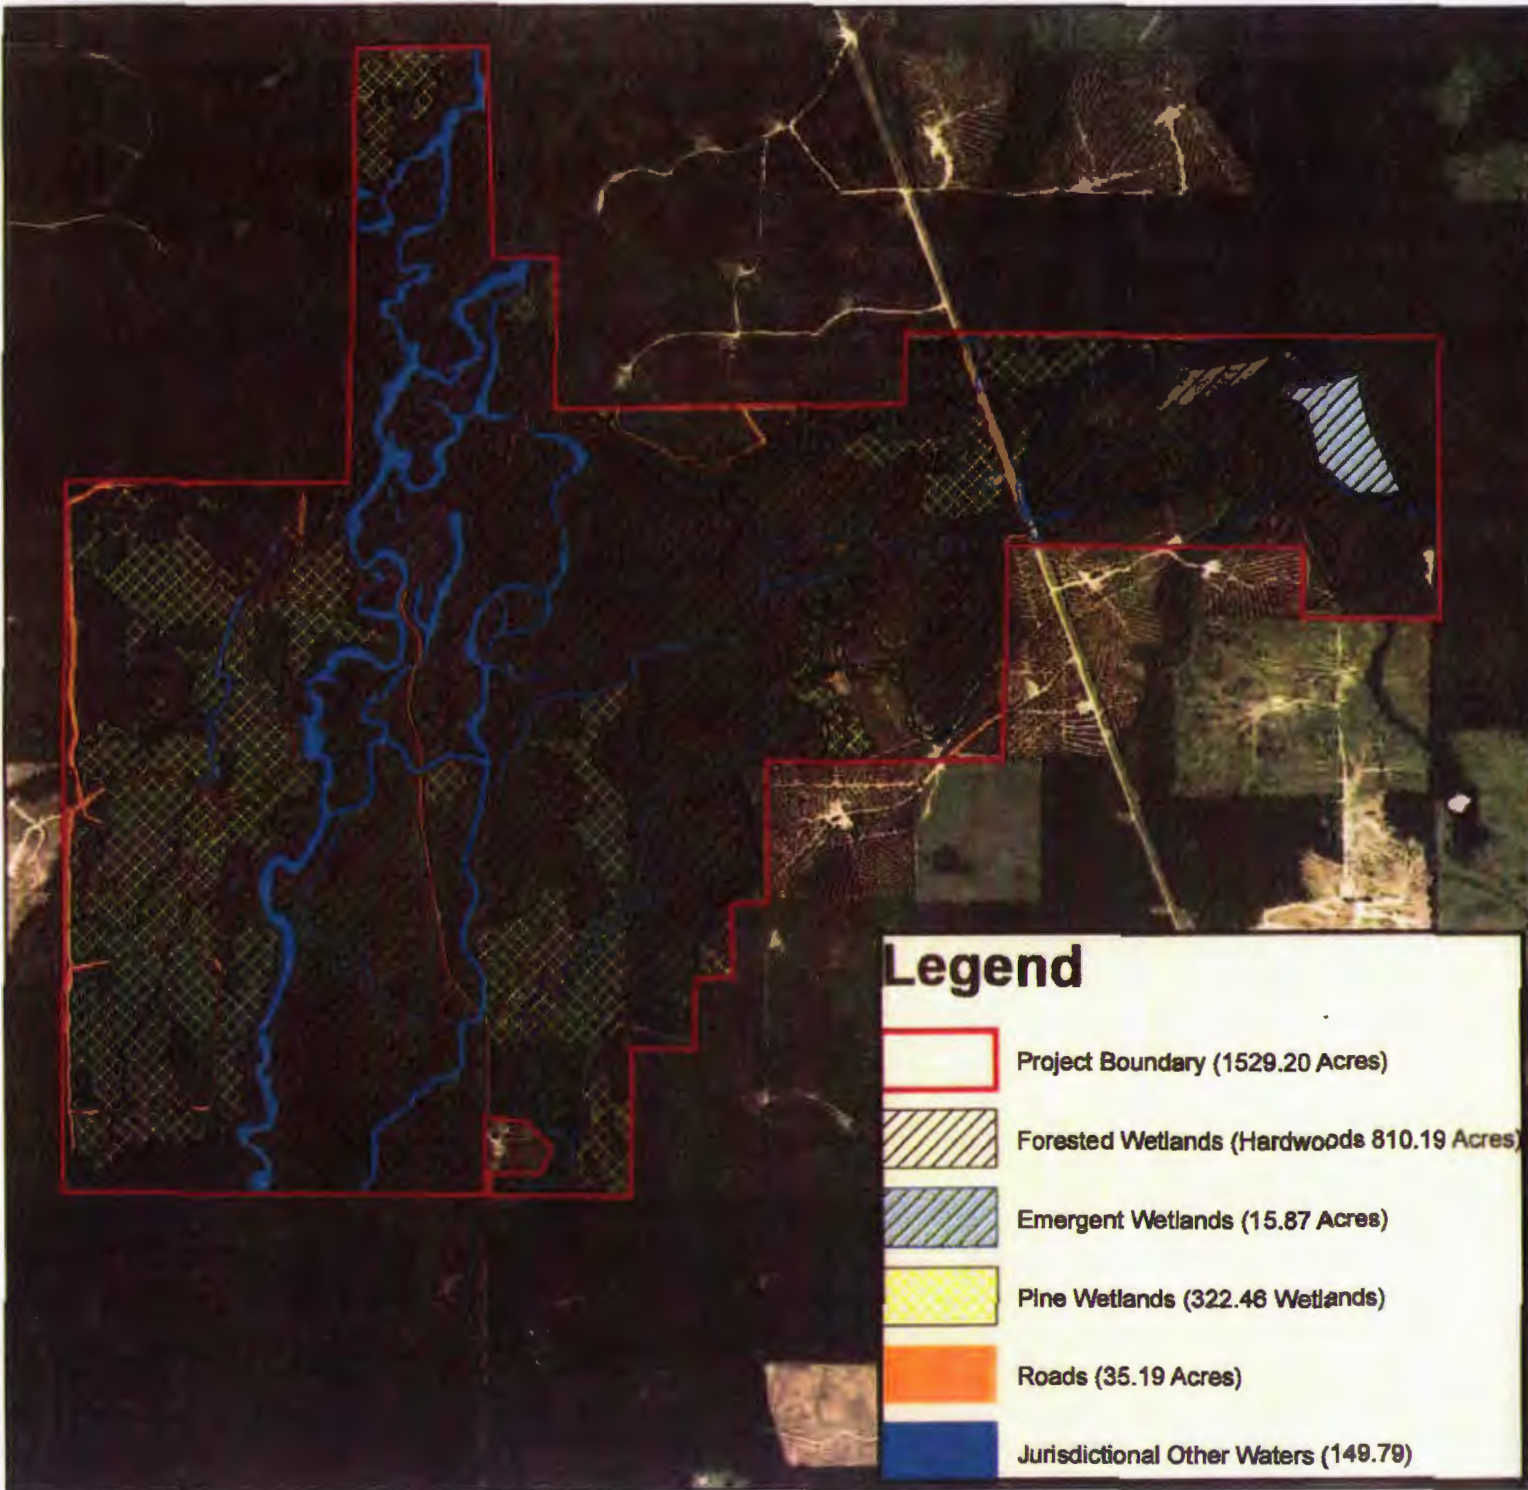 Legend
Project Boundary (1529.20 Acres)
Forested Wetlands (Hardwoods 810.19 Acres)
Emergent Wetlands (15.87 Acres)
Pine Wetlands (322.46 Wetlands)
Roads (35.19 Acres)
Jurisdictional Other Waters (149.79)